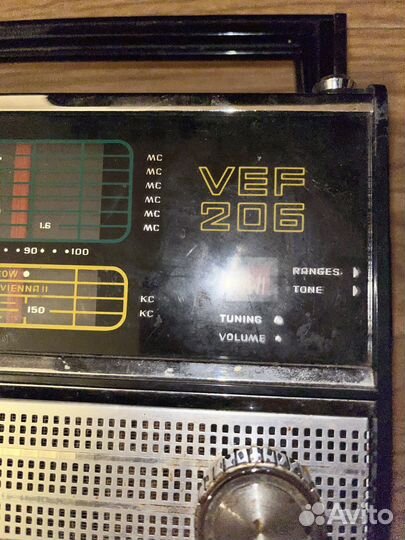 MC
MC
MC
MC
MC
MC
1.6
VEF
206
90 100
OW
VIENNA II
150
KC
KC
RANGES
TONE
TUNING
VOLUME
Avito